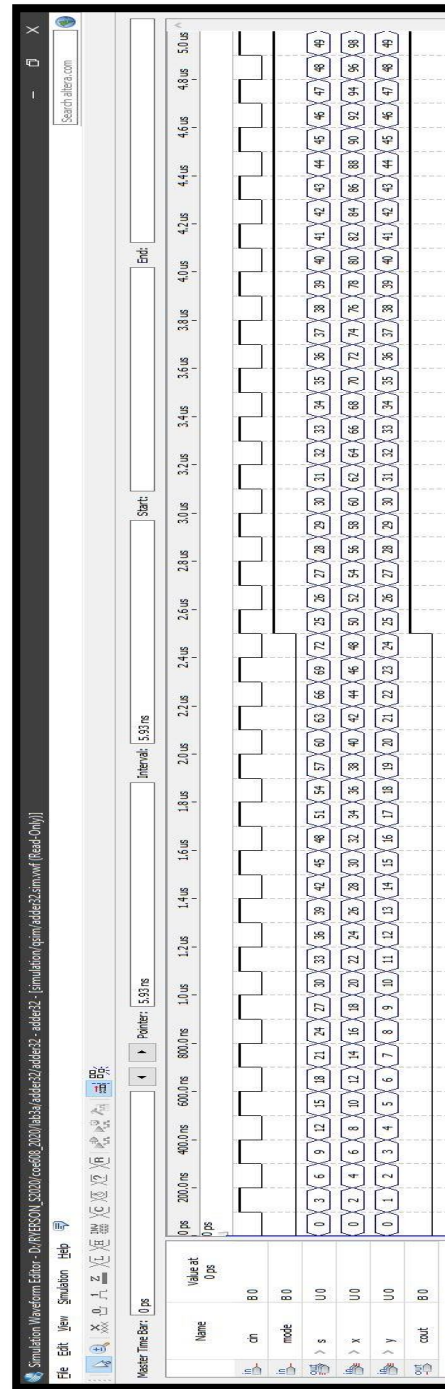 Simulation Waveform Editor - D:/RYERSON_S2020/coe608_2020/lab3a/adder32/adder32 - adder32 - [simulation/qsim/adder32.sim.vwf (Read-Only)]
File Edit View Simulation Help
Search altera.com
Master Time Bar: 0 ps Pointer: 5.93 ns Interval: 5.93 ns Start: End:
Name Value at 0 ps
0 ps 200.0 ns 400.0 ns 600.0 ns 800.0 ns 1.0 us 1.2 us 1.4 us 1.6 us 1.8 us 2.0 us 2.2 us 2.4 us 2.6 us 2.8 us 3.0 us 3.2 us 3.4 us 3.6 us 3.8 us 4.0 us 4.2 us 4.4 us 4.6 us 4.8 us 5.0 us
0 ps
cin B 0
mode B 0
s U 0 0 3 6 9 12 15 18 21 24 27 30 33 36 39 42 45 48 51 54 57 60 63 66 69 72 25 26 27 28 29 30 31 32 33 34 35 36 37 38 39 40 41 42 43 44 45 46 47 48 49
x U 0 0 2 4 6 8 10 12 14 16 18 20 22 24 26 28 30 32 34 36 38 40 42 44 46 48 50 52 54 56 58 60 62 64 66 68 70 72 74 76 78 80 82 84 86 88 90 92 94 96 98
y U 0 0 1 2 3 4 5 6 7 8 9 10 11 12 13 14 15 16 17 18 19 20 21 22 23 24 25 26 27 28 29 30 31 32 33 34 35 36 37 38 39 40 41 42 43 44 45 46 47 48 49
cout B 0